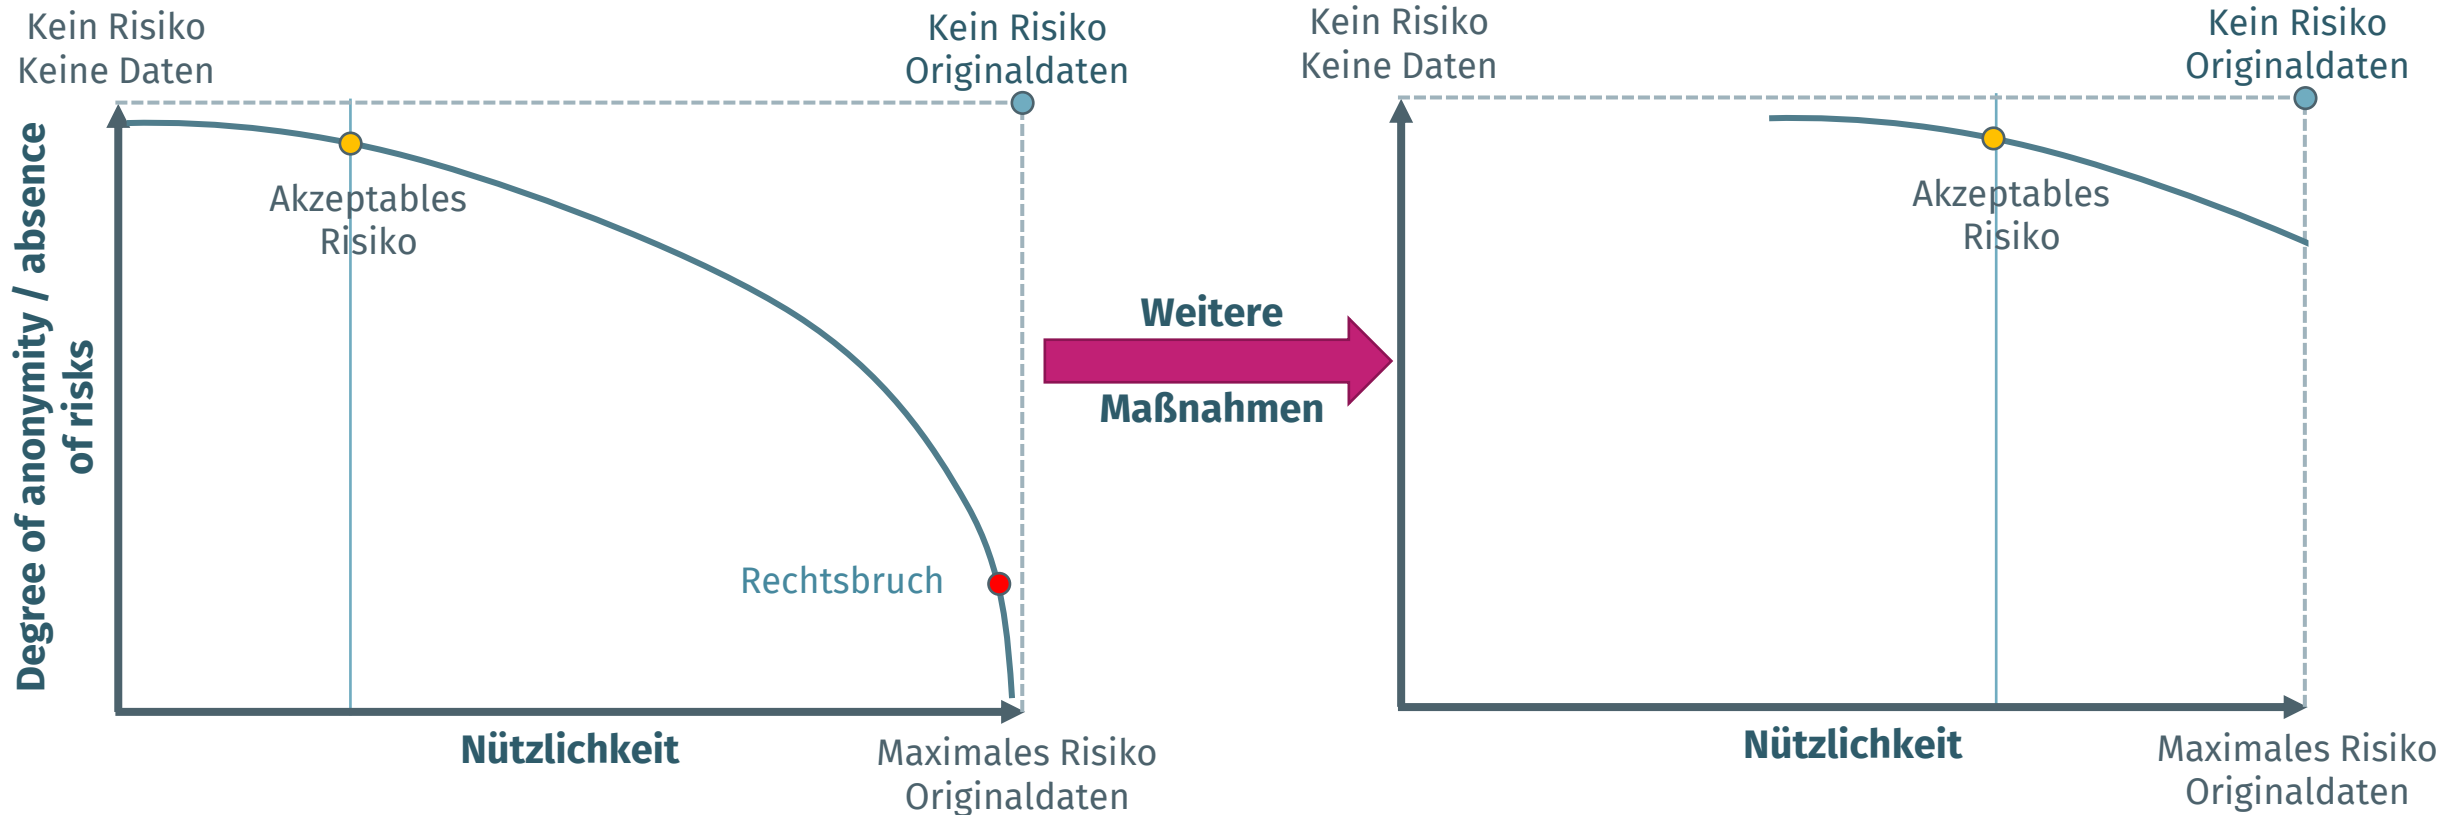 Kein Risiko
Keine Daten
Kein Risiko
Originaldaten
Degree of anonymity / absence
of risks
Akzeptables
Risiko
Rechtsbruch
Nützlichkeit
Maximales Risiko
Originaldaten
Weitere
Maßnahmen
Kein Risiko
Keine Daten
Kein Risiko
Originaldaten
Akzeptables
Risiko
Nützlichkeit
Maximales Risiko
Originaldaten